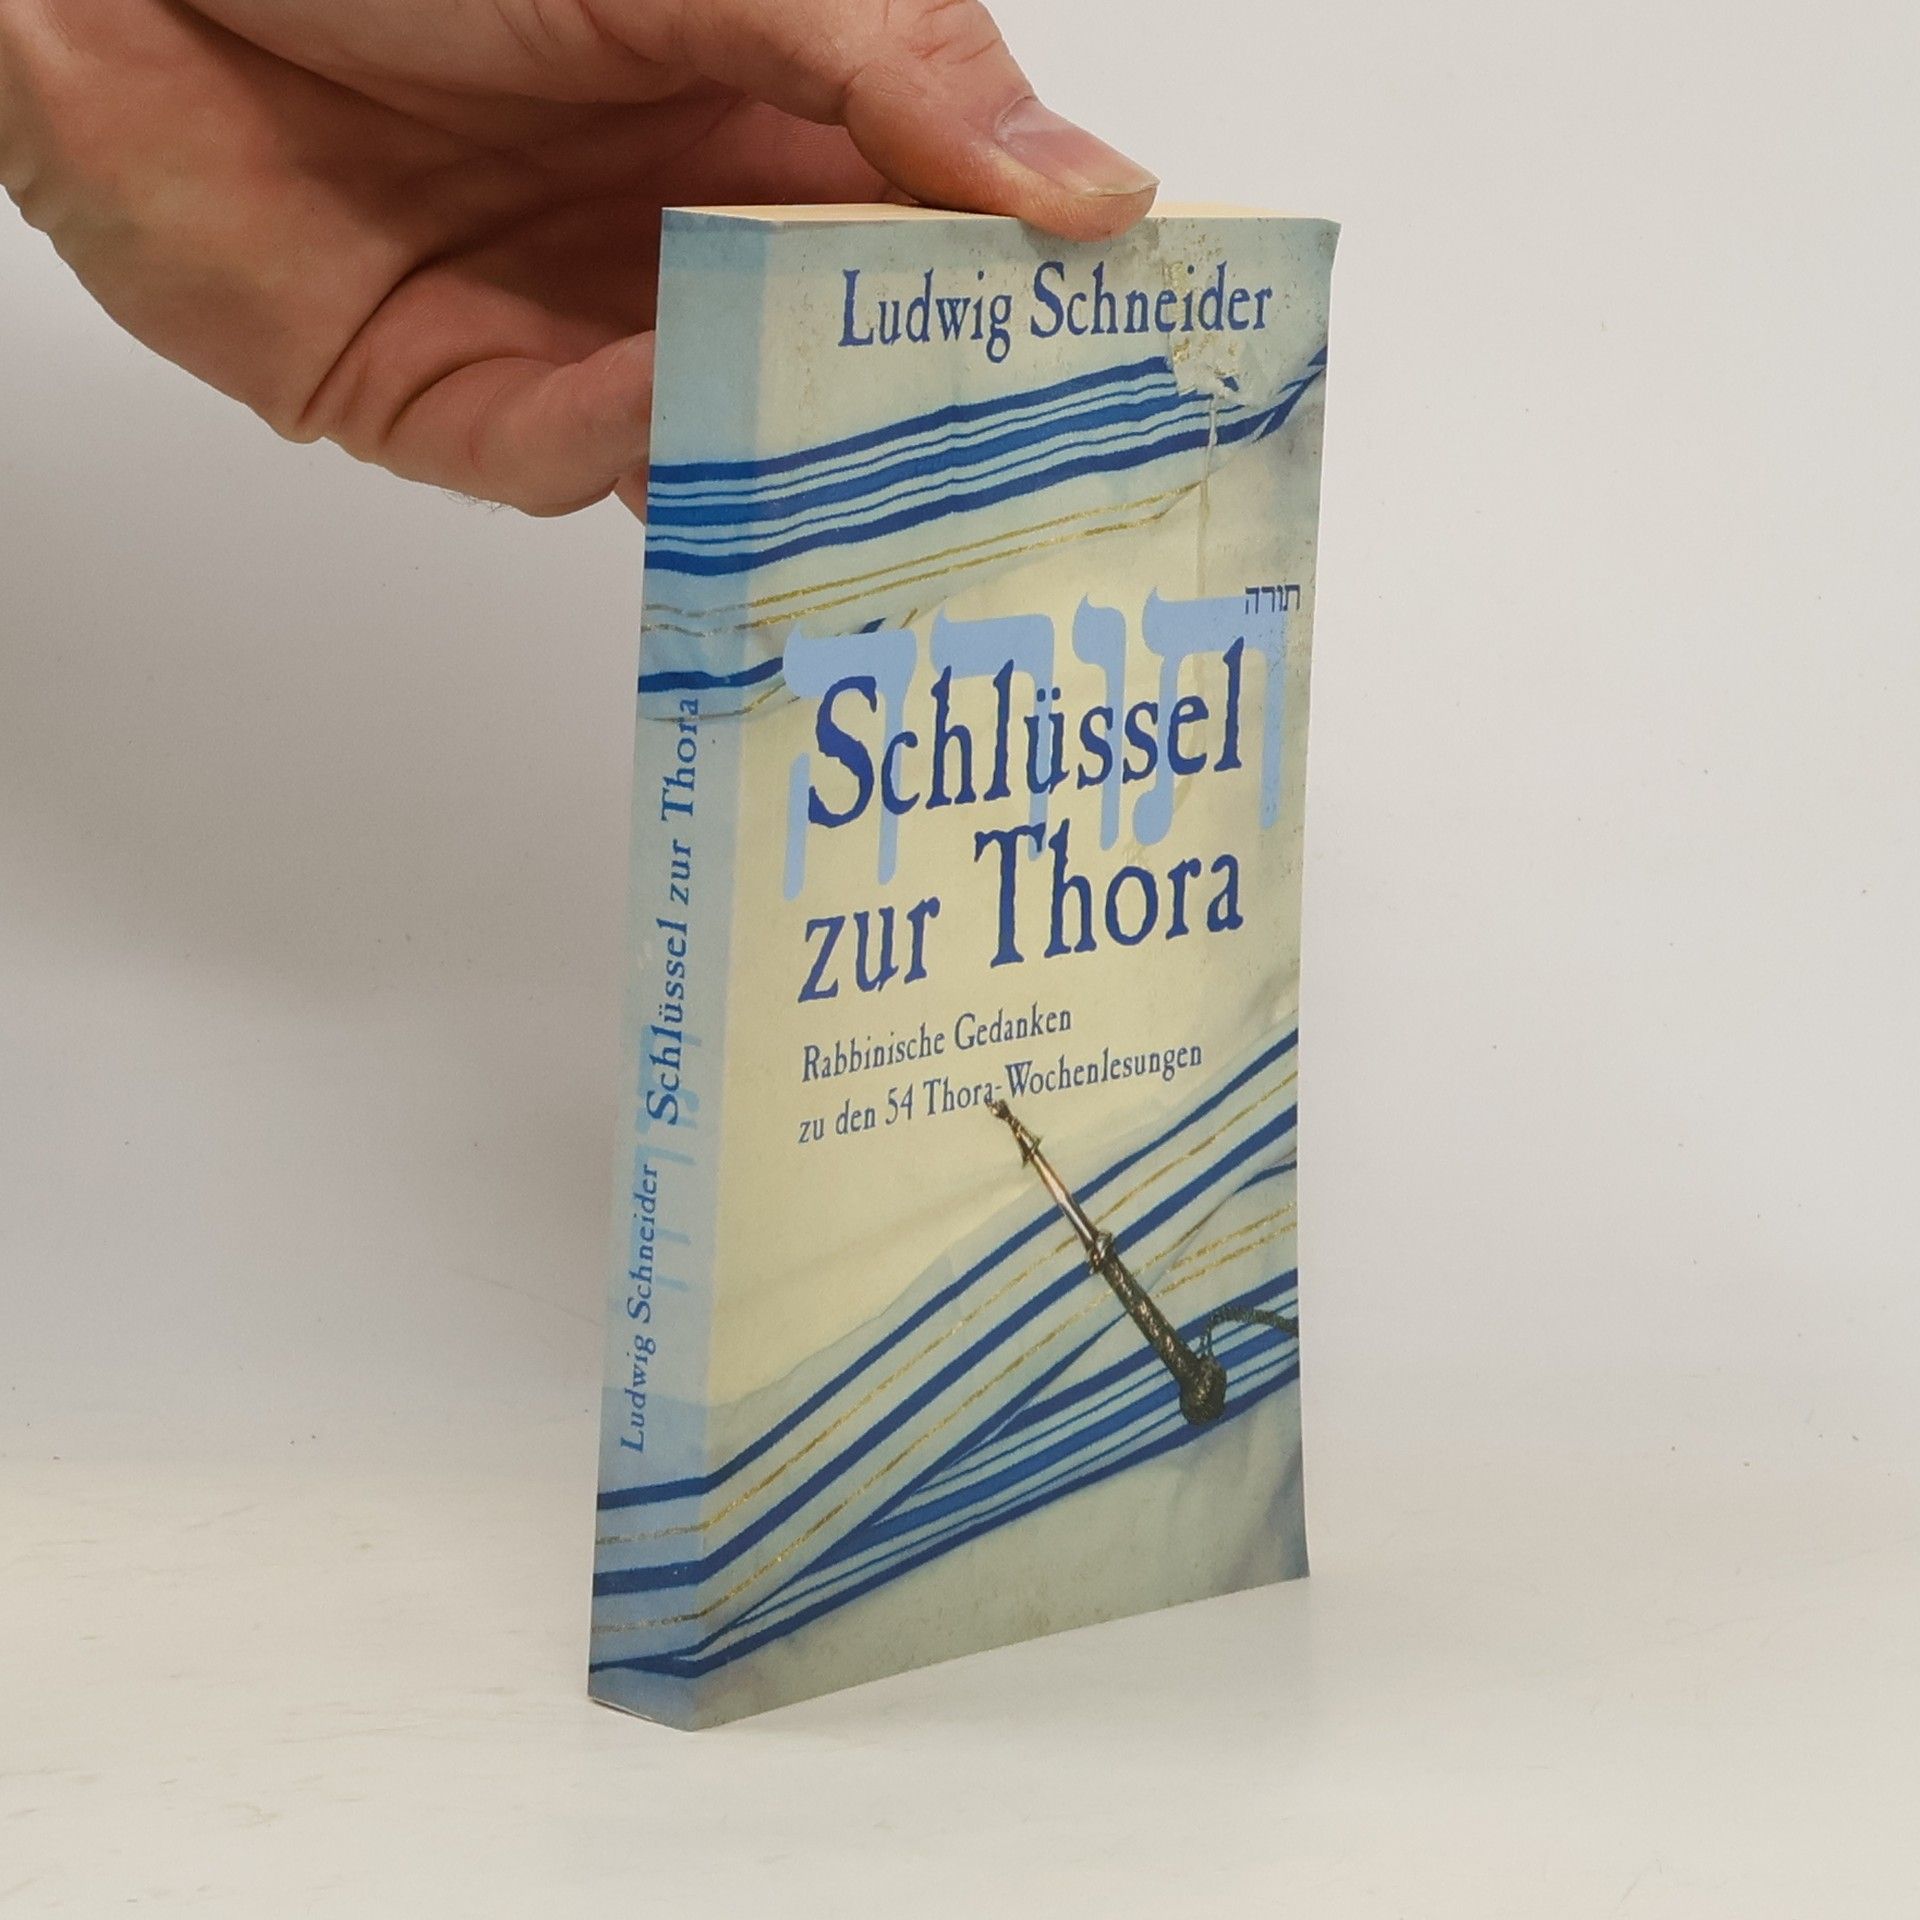 Ludwig Schneider
תורה
תורה
Schlüssel
zur Thora
Rabbinische Gedanken
zu den 54 Thora-Wochenlesungen
Ludwig Schneider Schlüssel zur Thora